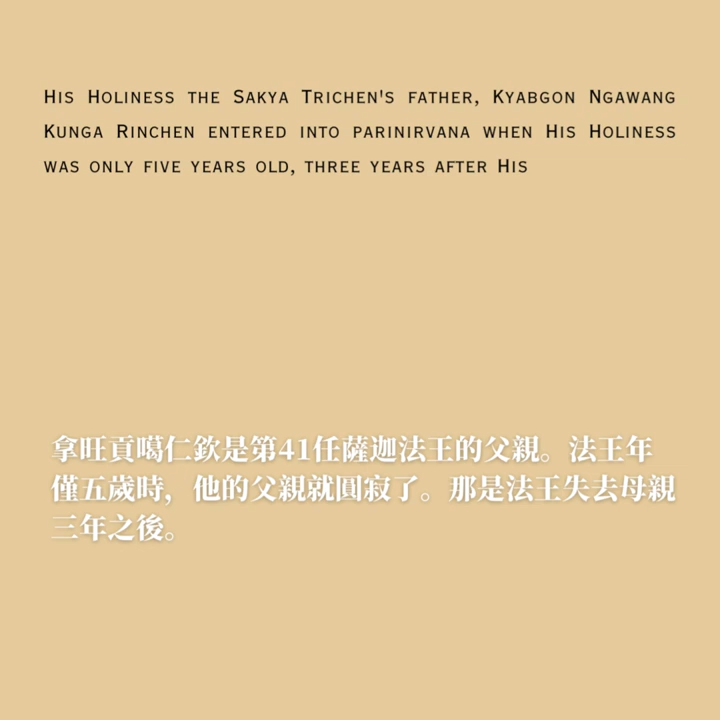 His Holiness the Sakya Trichen's father, Kyabgon Ngawang
Kunga Rinchen entered into parinirvana when His Holiness
was only five years old, three years after His
拿旺貢噶仁欽是第41任薩迦法王的父親。法王年
僅五歲時，他的父親就圓寂了。那是法王失去母親
三年之後。